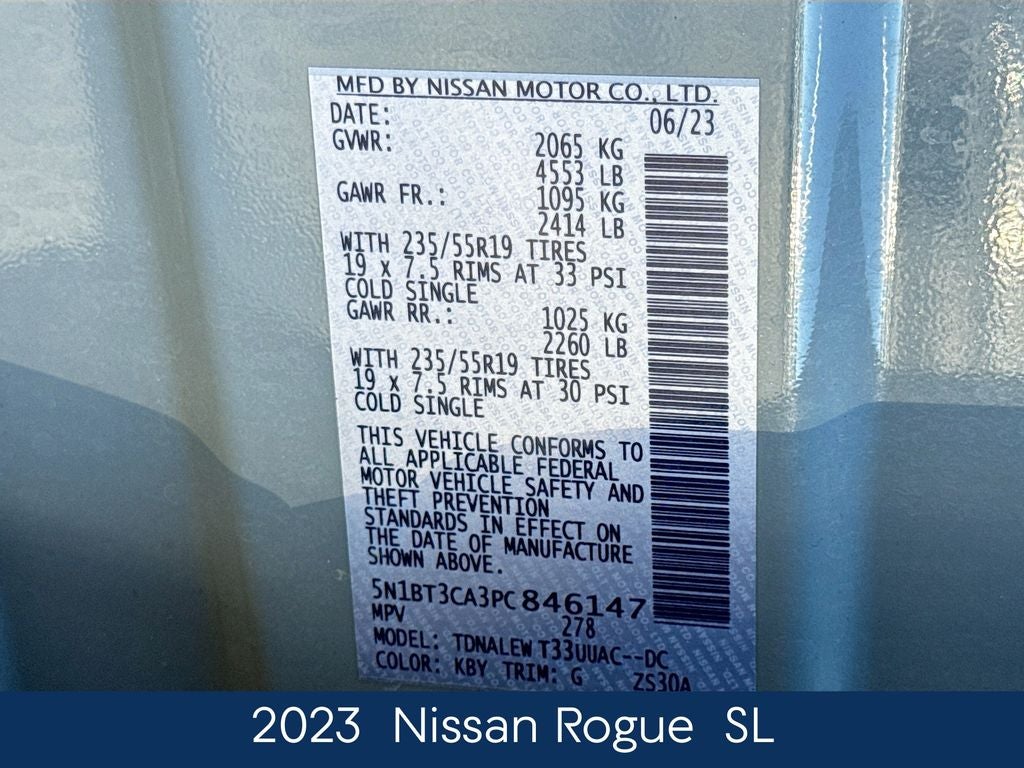 MFD BY NISSAN MOTOR CO., LTD.
DATE: 06/23
GVWR: 2065 KG
4553 LB
GAWR FR.: 1095 KG
2414 LB
WITH 235/55R19 TIRES
19 x 7.5 RIMS AT 33 PSI
COLD SINGLE
GAWR RR.: 1025 KG
2260 LB
WITH 235/55R19 TIRES
19 x 7.5 RIMS AT 30 PSI
COLD SINGLE
THIS VEHICLE CONFORMS TO
ALL APPLICABLE FEDERAL
MOTOR VEHICLE SAFETY AND
THEFT PREVENTION
STANDARDS IN EFFECT ON
THE DATE OF MANUFACTURE
SHOWN ABOVE.
5N1BT3CA3PC846147
MPV 278
MODEL: TDNALEW T33UUAC--DC
COLOR: KBY TRIM: G ZS30A
2023 Nissan Rogue SL